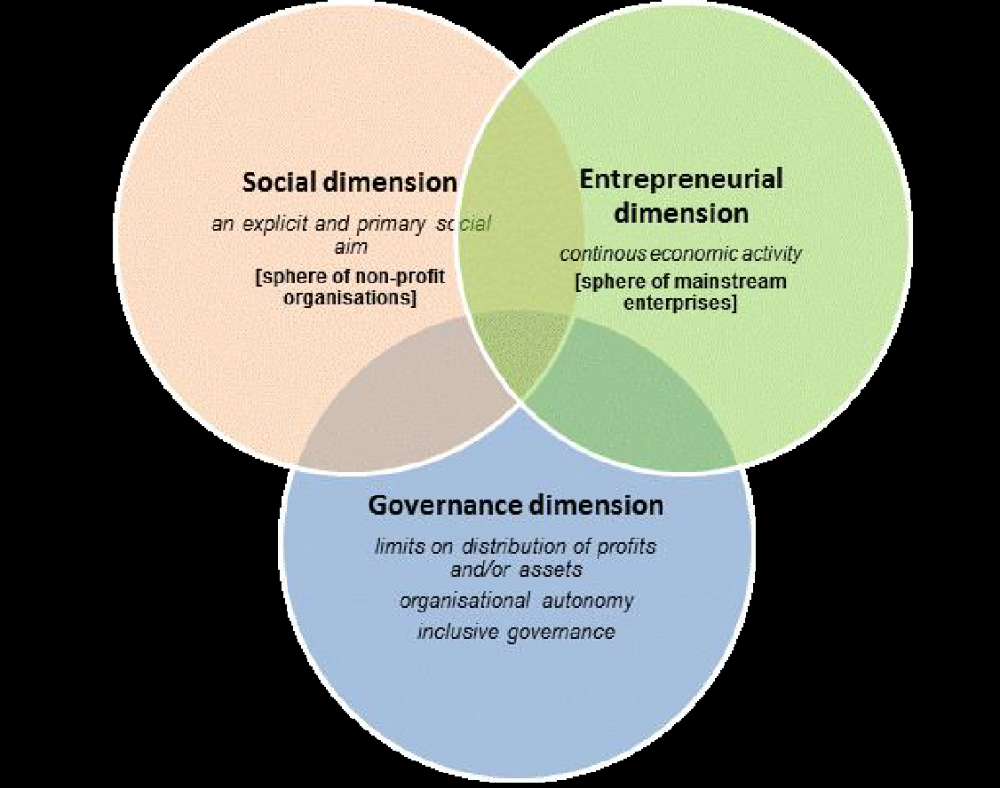 Social dimension
an explicit and primary social
aim
[sphere of non-profit
organisations]
Entrepreneurial
dimension
continous economic activity
[sphere of mainstream
enterprises]
Governance dimension
limits on distribution of profits
and/or assets
organisational autonomy
inclusive governance